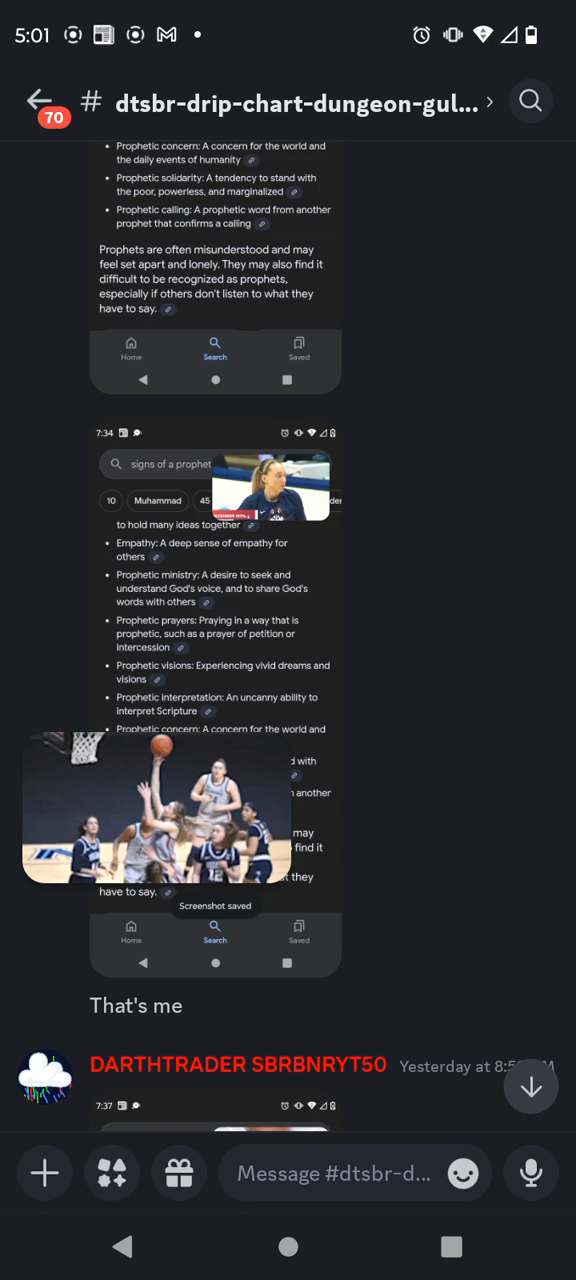 5:01
70
# dtsbr-drip-chart-dungeon-gul... >
• Prophetic concern: A concern for the world and
the daily events of humanity
• Prophetic solidarity: A tendency to stand with
the poor, powerless, and marginalized
• Prophetic calling: A prophetic word from another
prophet that confirms a calling
Prophets are often misunderstood and may
feel set apart and lonely. They may also find it
difficult to be recognized as prophets,
especially if others don't listen to what they
have to say.
Home Search Saved
7:34
signs of a prophet
10 Muhammad 45
to hold many ideas together
• Empathy: A deep sense of empathy for
others
• Prophetic ministry: A desire to seek and
understand God's voice, and to share God's
words with others
• Prophetic prayers: Praying in a way that is
prophetic, such as a prayer of petition or
intercession
• Prophetic visions: Experiencing vivid dreams and
visions
• Prophetic interpretation: An uncanny ability to
interpret Scripture
• Prophetic concern: A concern for the world and
d with
another
may
find it
12
they
have to say.
Screenshot saved
Home Search Saved
That's me
DARTHTRADER SBRBNRYT50 Yesterday at
7:37
Message #dtsbr-d...